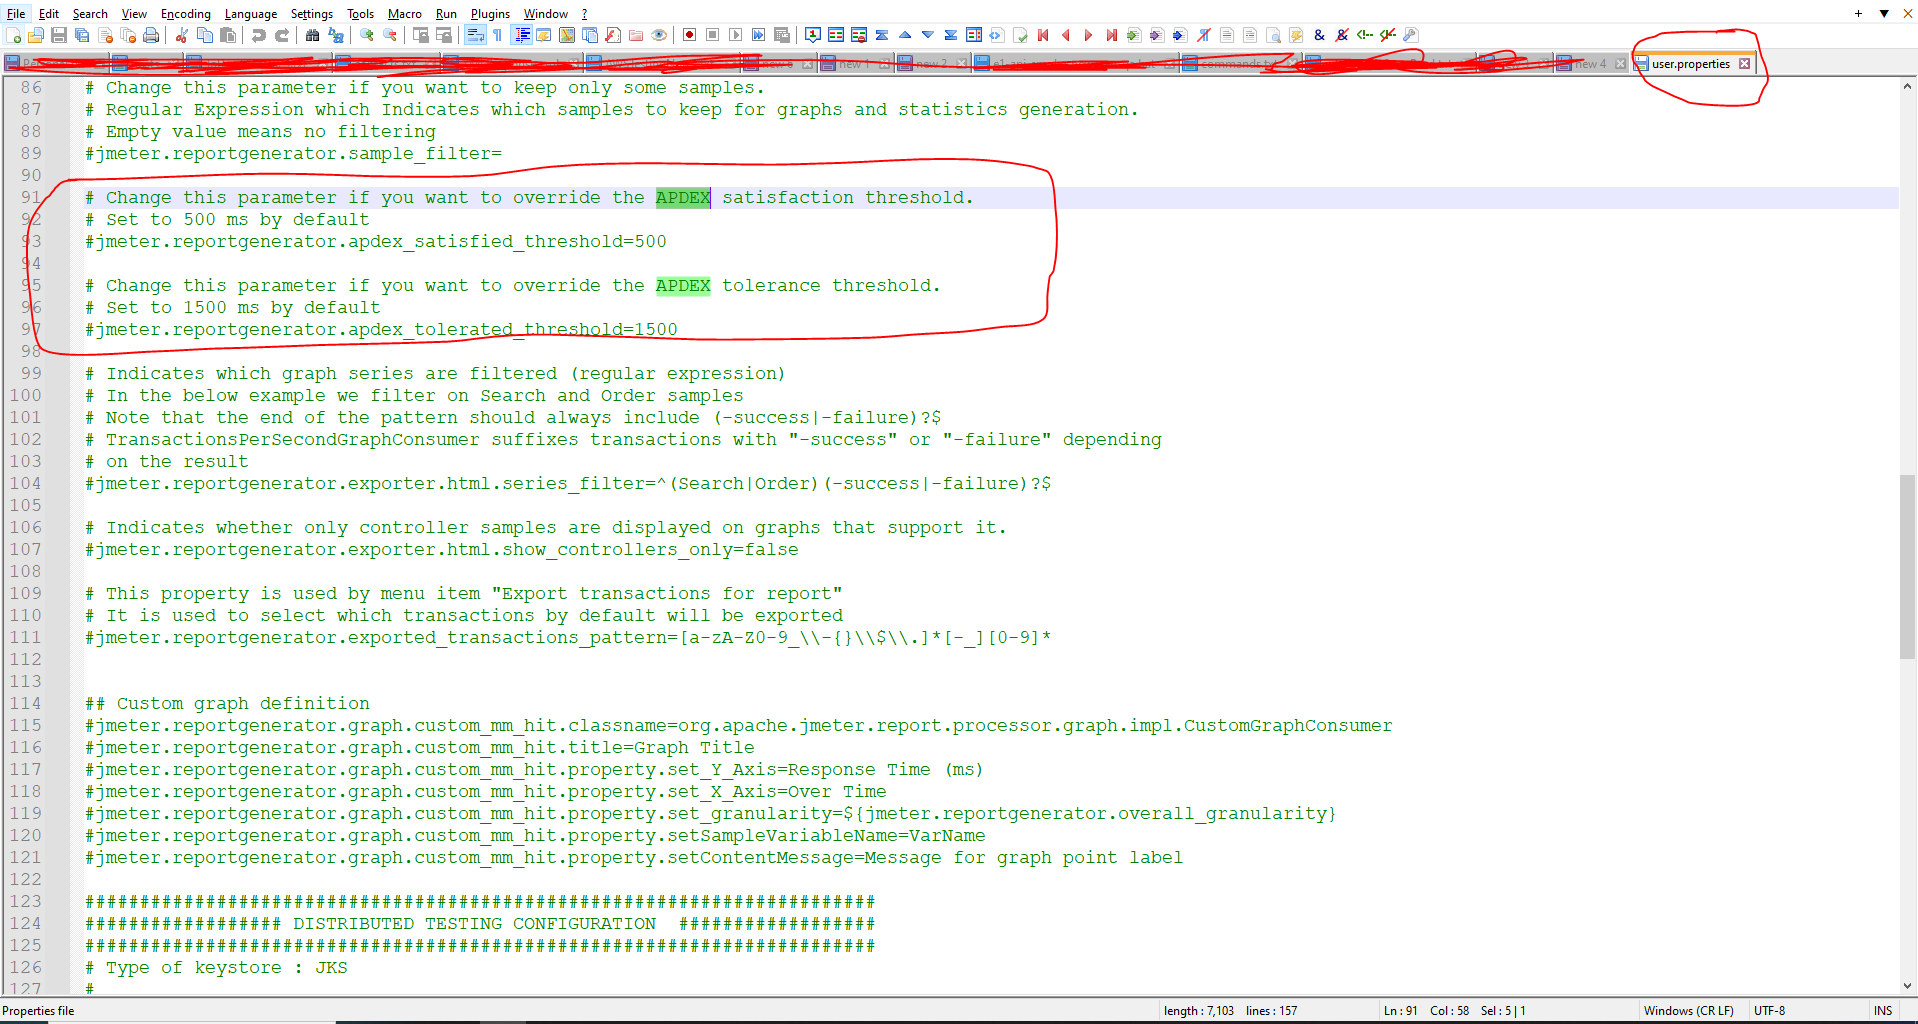 File Edit Search View Encoding Language Settings Tools Macro Run Plugins Window ?
new 1 new 2 commands.tx new 4 user.properties
86 # Change this parameter if you want to keep only some samples.
87 # Regular Expression which Indicates which samples to keep for graphs and statistics generation.
88 # Empty value means no filtering
89 #jmeter.reportgenerator.sample_filter=
90
91 # Change this parameter if you want to override the APDEX satisfaction threshold.
92 # Set to 500 ms by default
93 #jmeter.reportgenerator.apdex_satisfied_threshold=500
94
95 # Change this parameter if you want to override the APDEX tolerance threshold.
96 # Set to 1500 ms by default
97 #jmeter.reportgenerator.apdex_tolerated_threshold=1500
98
99 # Indicates which graph series are filtered (regular expression)
100 # In the below example we filter on Search and Order samples
101 # Note that the end of the pattern should always include (-success|-failure)?$
102 # TransactionsPerSecondGraphConsumer suffixes transactions with "-success" or "-failure" depending
103 # on the result
104 #jmeter.reportgenerator.exporter.html.series_filter=^(Search|Order)(-success|-failure)?$
105
106 # Indicates whether only controller samples are displayed on graphs that support it.
107 #jmeter.reportgenerator.exporter.html.show_controllers_only=false
108
109 # This property is used by menu item "Export transactions for report"
110 # It is used to select which transactions by default will be exported
111 #jmeter.reportgenerator.exported_transactions_pattern=[a-zA-Z0-9_\\-{}\\$\\.]*[-_][0-9]*
112
113
114 ## Custom graph definition
115 #jmeter.reportgenerator.graph.custom_mm_hit.classname=org.apache.jmeter.report.processor.graph.impl.CustomGraphConsumer
116 #jmeter.reportgenerator.graph.custom_mm_hit.title=Graph Title
117 #jmeter.reportgenerator.graph.custom_mm_hit.property.set_Y_Axis=Response Time (ms)
118 #jmeter.reportgenerator.graph.custom_mm_hit.property.set_X_Axis=Over Time
119 #jmeter.reportgenerator.graph.custom_mm_hit.property.set_granularity=${jmeter.reportgenerator.overall_granularity}
120 #jmeter.reportgenerator.graph.custom_mm_hit.property.setSampleVariableName=VarName
121 #jmeter.reportgenerator.graph.custom_mm_hit.property.setContentMessage=Message for graph point label
122
123 ########################################################################
124 ################## DISTRIBUTED TESTING CONFIGURATION ##################
125 ########################################################################
126 # Type of keystore : JKS
127 #
Properties file length : 7,103 lines : 157 Ln : 91 Col : 58 Sel : 5 | 1 Windows (CR LF) UTF-8 INS